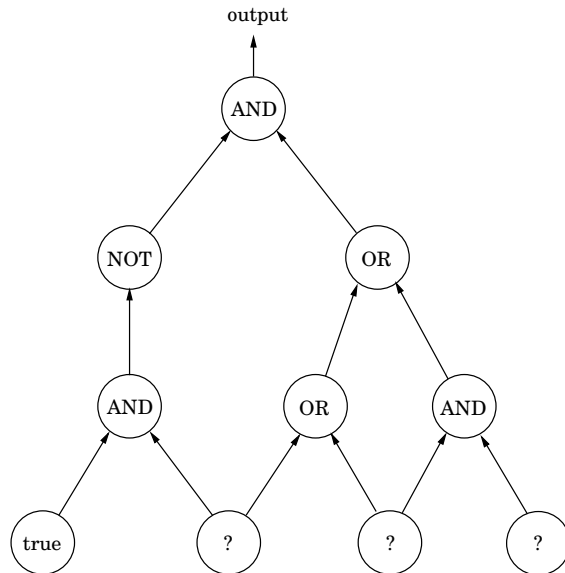 output
AND
NOT OR
AND OR AND
true ? ? ?